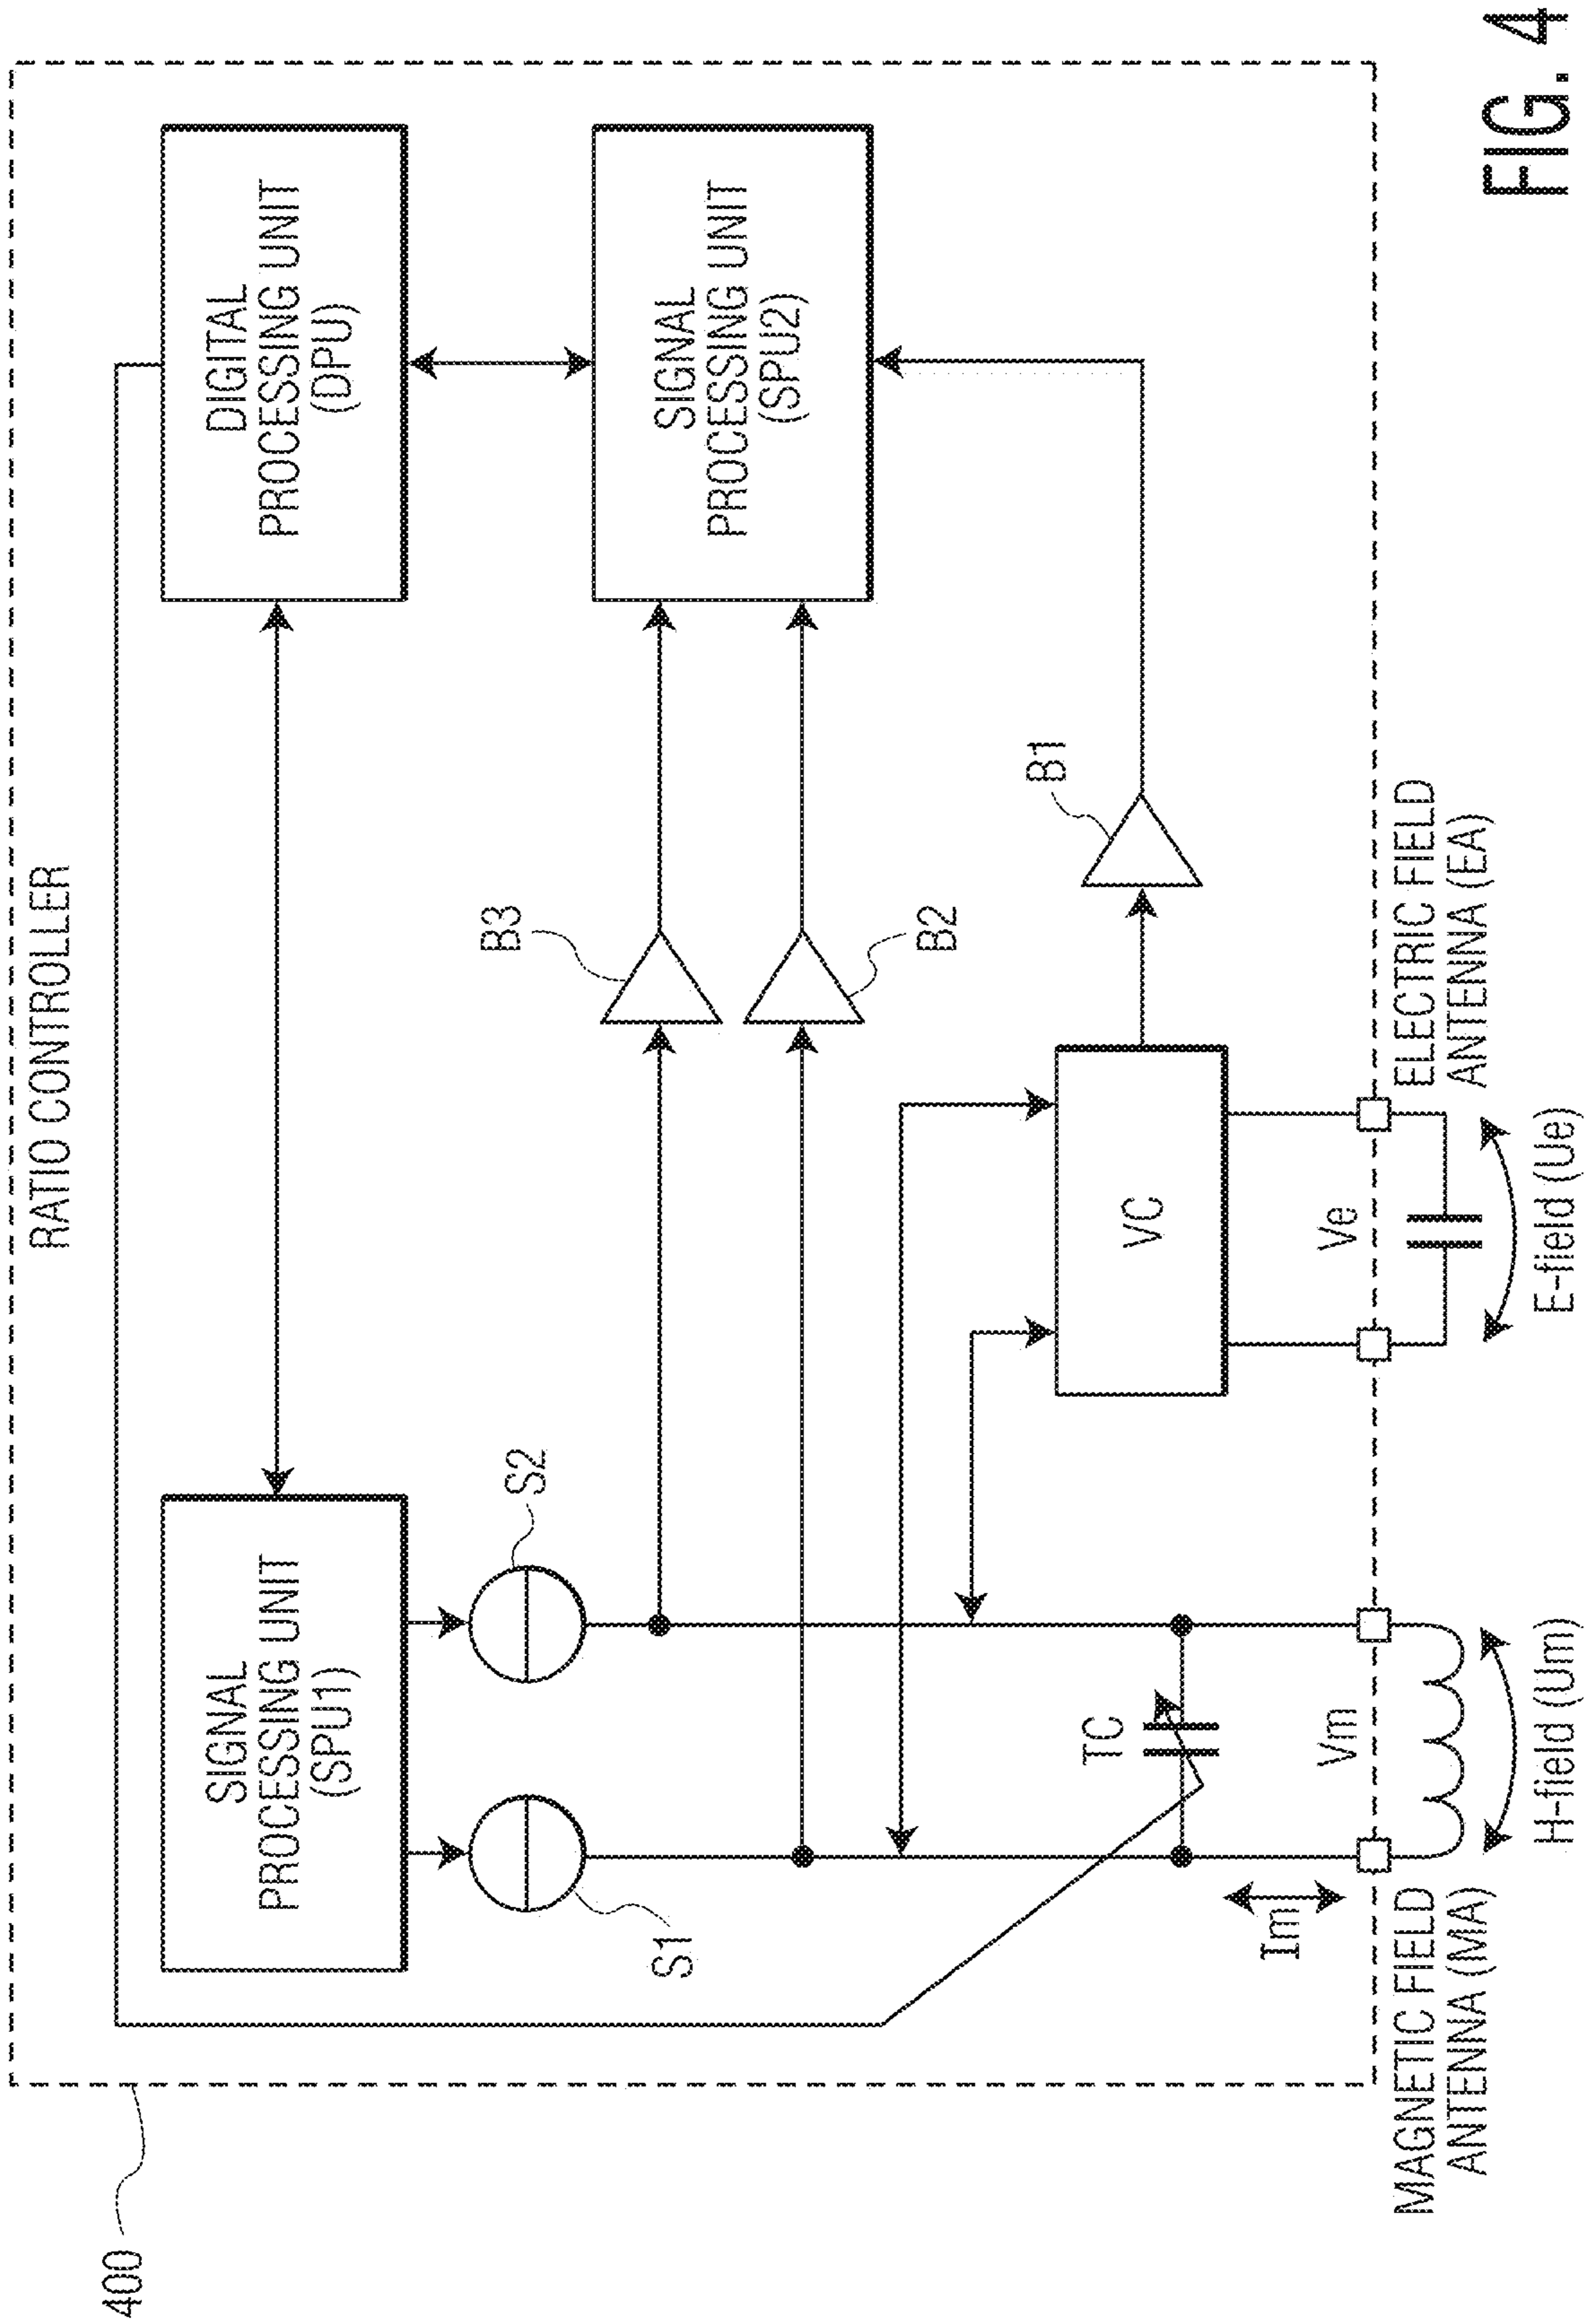 400
RATIO CONTROLLER
SIGNAL
PROCESSING UNIT
(SPU1)
DIGITAL
PROCESSING UNIT
(DPU)
S1
S2
B3
B2
SIGNAL
PROCESSING UNIT
(SPU2)
B1
TC
VC
Im
Vm
Ve
MAGNETIC FIELD
ANTENNA (MA)
ELECTRIC FIELD
ANTENNA (EA)
H-field (Um)
E-field (Ue)
FIG. 4